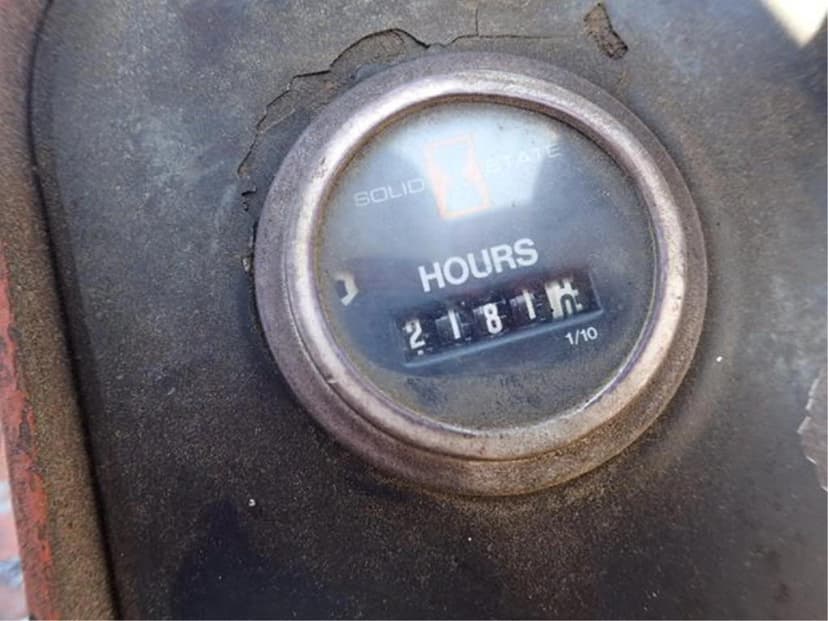 SOLID STATE
HOURS
2181
1/10